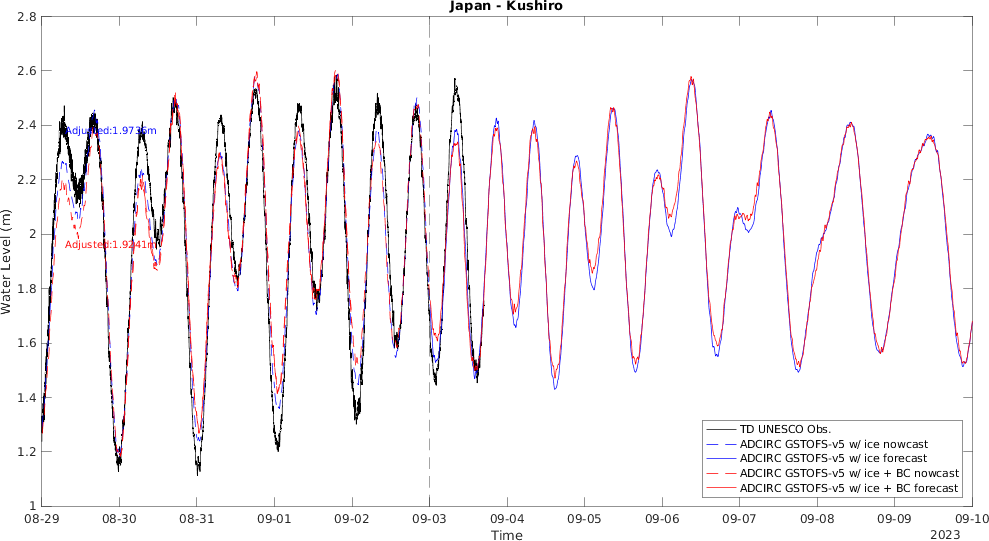 Japan - Kushiro
2.8
2.6
2.4
2.2
2
1.8
1.6
1.4
1.2
1
Water Level (m)
Adjusted:1.9736m
Adjusted:1.9241m
TD UNESCO Obs.
ADCIRC GSTOFS-v5 w/ ice nowcast
ADCIRC GSTOFS-v5 w/ ice forecast
ADCIRC GSTOFS-v5 w/ ice + BC nowcast
ADCIRC GSTOFS-v5 w/ ice + BC forecast
08-29 08-30 08-31 09-01 09-02 09-03 09-04 09-05 09-06 09-07 09-08 09-09 09-10
Time
2023